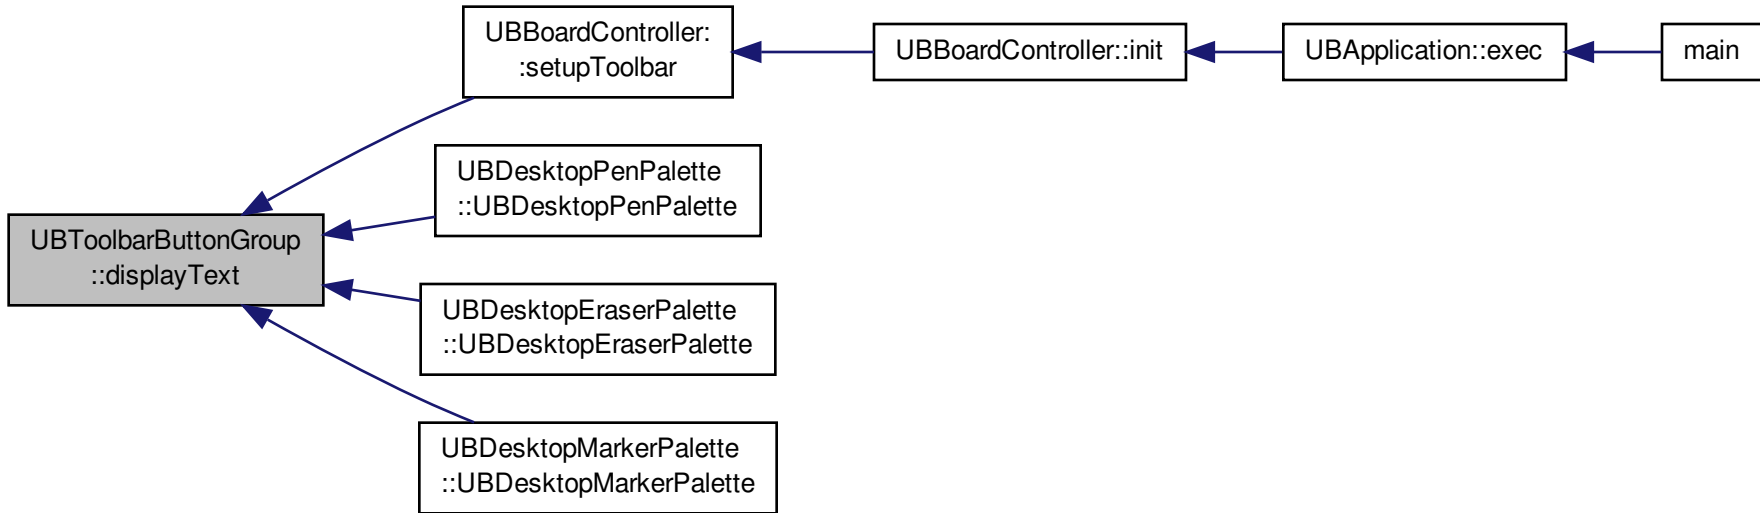 UBBoardController:
:setupToolbar
UBBoardController::init
UBApplication::exec
main
UBDesktopPenPalette
::UBDesktopPenPalette
UBToolbarButtonGroup
::displayText
UBDesktopEraserPalette
::UBDesktopEraserPalette
UBDesktopMarkerPalette
::UBDesktopMarkerPalette